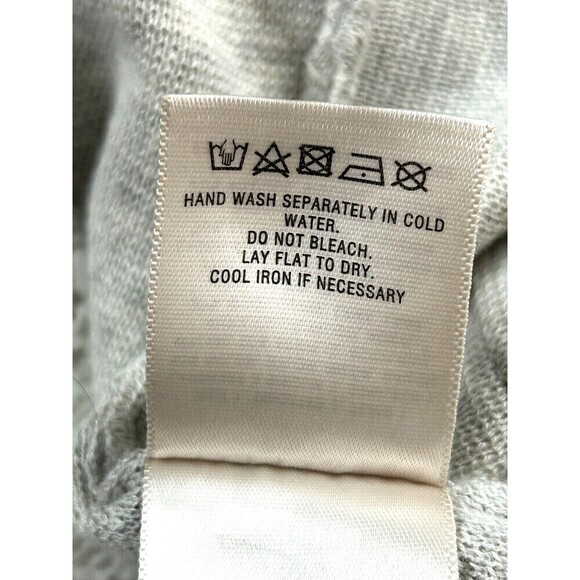 HAND WASH SEPARATELY IN COLD
WATER.
DO NOT BLEACH.
LAY FLAT TO DRY.
COOL IRON IF NECESSARY